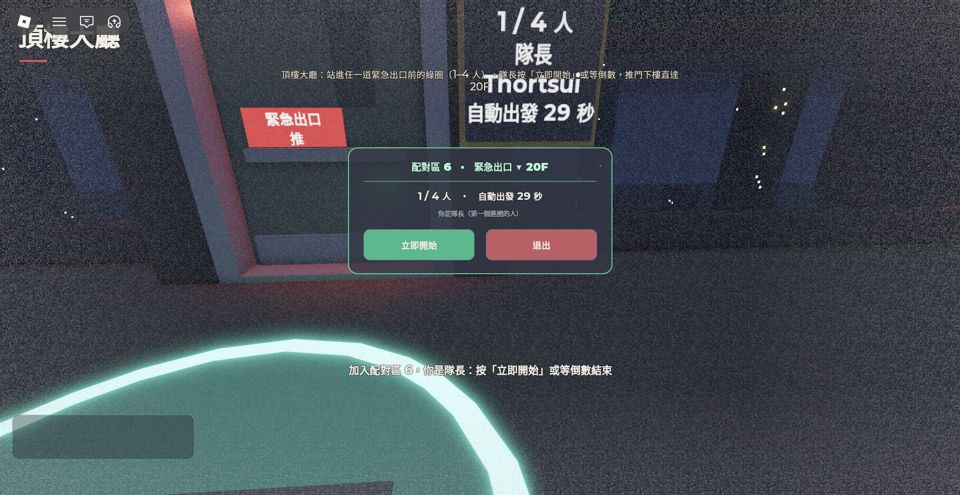 頂樓大廳
1 / 4 人
隊長
Thortsui
自動出發 29 秒
頂樓大廳：站進任一道緊急出口前的綠圈（1–4 人），隊長按「立即開始」或等倒數，推門下樓直達
20F
緊急出口
推
配對區 6 • 緊急出口 ▼ 20F
1 / 4 人 • 自動出發 29 秒
你是隊長（第一個進圈的人）
立即開始
退出
加入配對區 6，你是隊長：按「立即開始」或等倒數結束